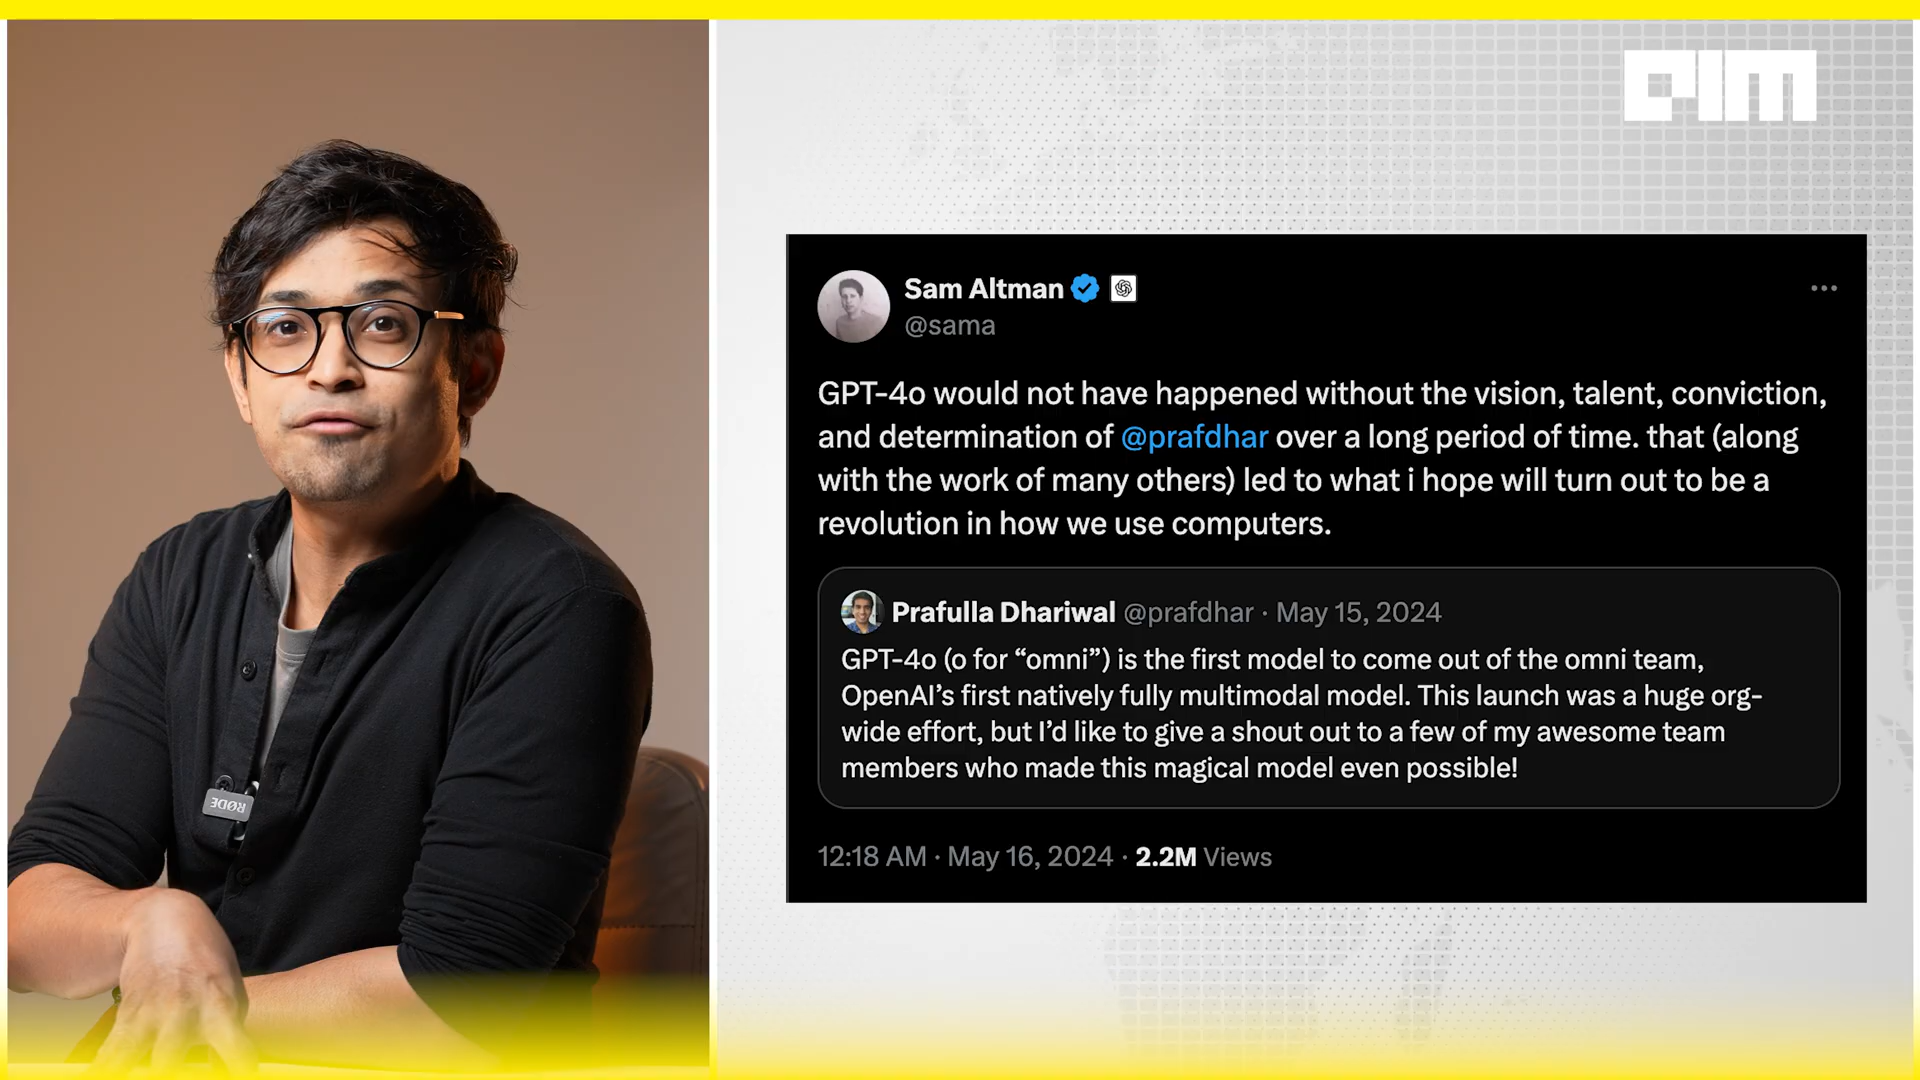 AIM
Sam Altman
@sama
GPT-4o would not have happened without the vision, talent, conviction,
and determination of @prafdhar over a long period of time. that (along
with the work of many others) led to what i hope will turn out to be a
revolution in how we use computers.
Prafulla Dhariwal @prafdhar · May 15, 2024
GPT-4o (o for “omni”) is the first model to come out of the omni team,
OpenAI’s first natively fully multimodal model. This launch was a huge org-
wide effort, but I’d like to give a shout out to a few of my awesome team
members who made this magical model even possible!
12:18 AM · May 16, 2024 · 2.2M Views
RØDE